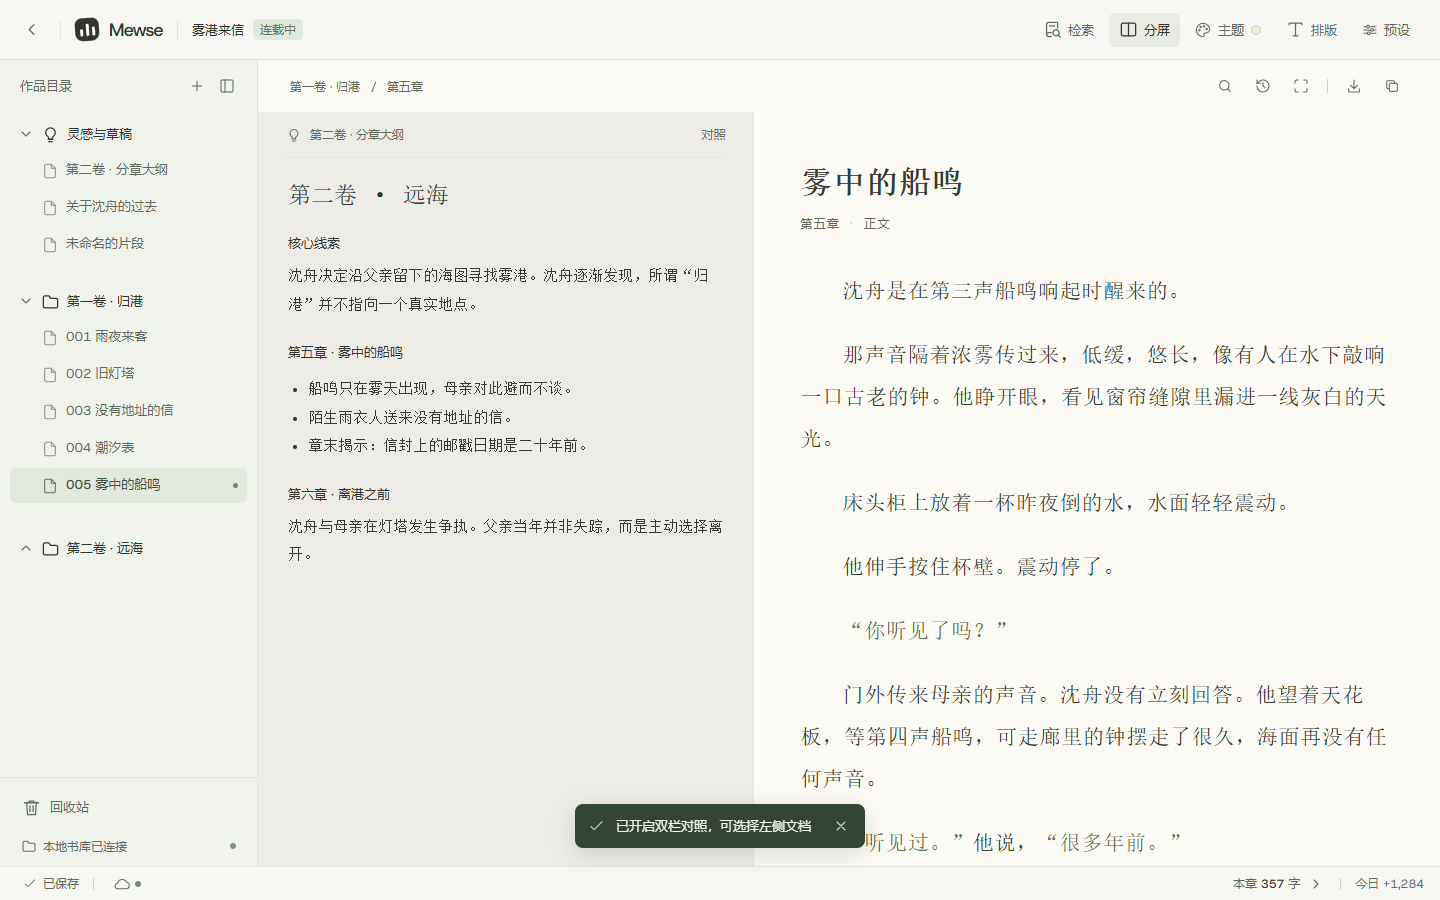 Mewse
雾港来信
连载中
检索
分屏
主题
排版
预设
作品目录
灵感与草稿
第二卷 · 分章大纲
关于沈舟的过去
未命名的片段
第一卷 · 归港
001 雨夜来客
002 旧灯塔
003 没有地址的信
004 潮汐表
005 雾中的船鸣
第二卷 · 远海
回收站
本地书库已连接
第一卷 · 归港 / 第五章
第二卷 · 分章大纲
对照
第二卷 • 远海
核心线索
沈舟决定沿父亲留下的海图寻找雾港。沈舟逐渐发现，所谓“归
港”并不指向一个真实地点。
第五章 · 雾中的船鸣
• 船鸣只在雾天出现，母亲对此避而不谈。
• 陌生雨衣人送来没有地址的信。
• 章末揭示：信封上的邮戳日期是二十年前。
第六章 · 离港之前
沈舟与母亲在灯塔发生争执。父亲当年并非失踪，而是主动选择离
开。
雾中的船鸣
第五章 · 正文
沈舟是在第三声船鸣响起时醒来的。
那声音隔着浓雾传过来，低缓，悠长，像有人在水下敲响
一口古老的钟。他睁开眼，看见窗帘缝隙里漏进一线灰白的天
光。
床头柜上放着一杯昨夜倒的水，水面轻轻震动。
他伸手按住杯壁。震动停了。
“你听见了吗？”
门外传来母亲的声音。沈舟没有立刻回答。他望着天花
板，等第四声船鸣，可走廊里的钟摆走了很久，海面再没有任
何声音。
听见过。”他说，“很多年前。”
已开启双栏对照，可选择左侧文档
已保存
本章 357 字
今日 +1,284